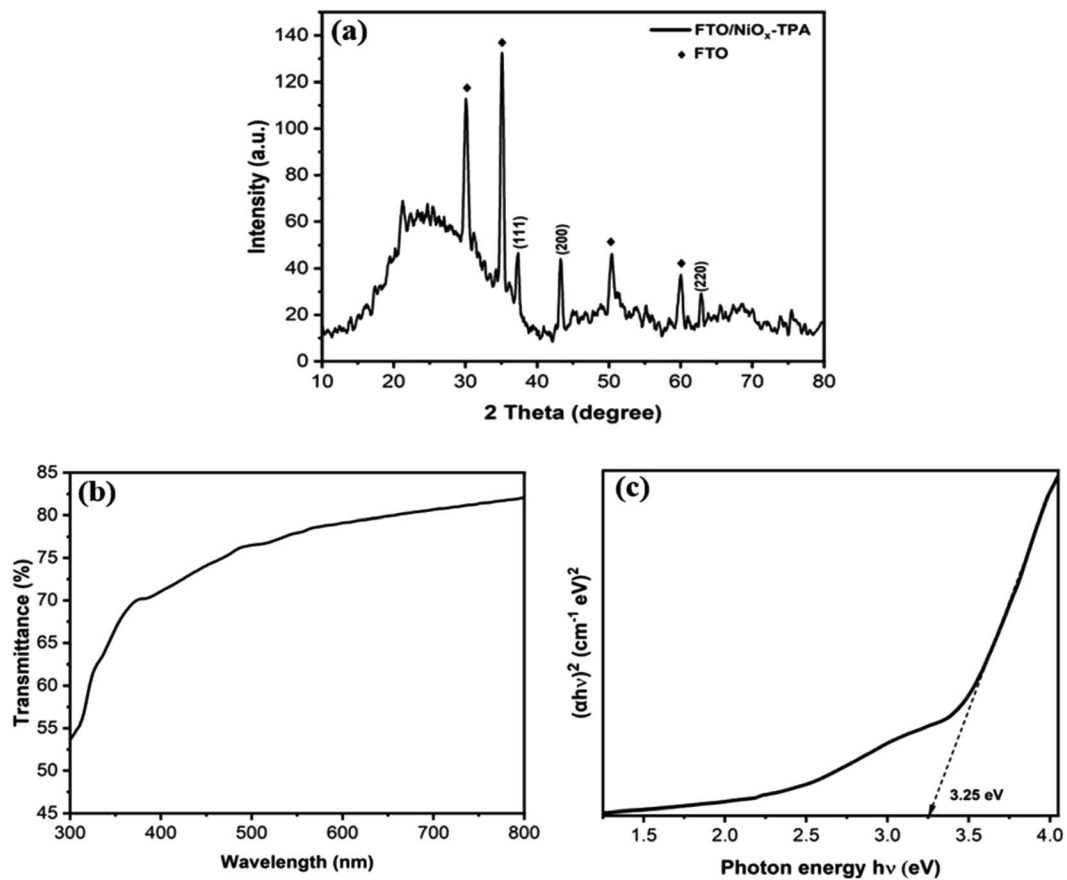 (a)
FTO/NiOₓ-TPA
◆ FTO
Intensity (a.u.)
140
120
100
80
60
40
20
0
(111)
(200)
(220)
10 20 30 40 50 60 70 80
2 Theta (degree)
(b)
Transmittance (%)
85
80
75
70
65
60
55
50
45
300 400 500 600 700 800
Wavelength (nm)
(c)
(αhν)² (cm⁻¹ eV)²
3.25 eV
1.5 2.0 2.5 3.0 3.5 4.0
Photon energy hν (eV)